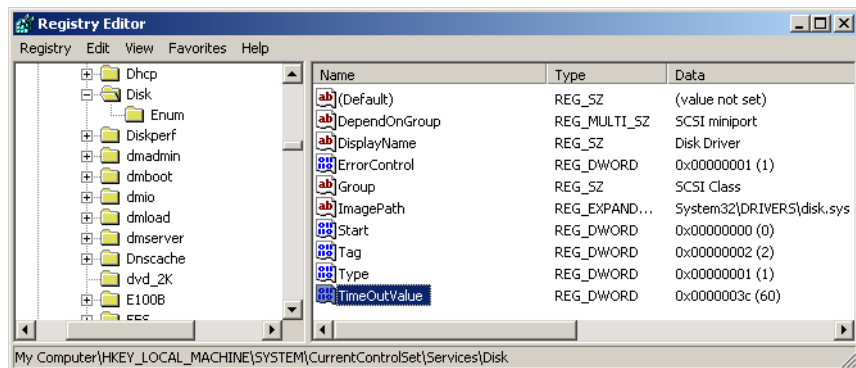 Registry Editor
Registry Edit View Favorites Help
Dhcp
Disk
Enum
Diskperf
dmadmin
dmboot
dmio
dmload
dmserver
Dnscache
dvd_2K
E100B
EFS
Name Type Data
(Default) REG_SZ (value not set)
DependOnGroup REG_MULTI_SZ SCSI miniport
DisplayName REG_SZ Disk Driver
ErrorControl REG_DWORD 0x00000001 (1)
Group REG_SZ SCSI Class
ImagePath REG_EXPAND... System32\DRIVERS\disk.sys
Start REG_DWORD 0x00000000 (0)
Tag REG_DWORD 0x00000002 (2)
Type REG_DWORD 0x00000001 (1)
TimeOutValue REG_DWORD 0x0000003c (60)
My Computer\HKEY_LOCAL_MACHINE\SYSTEM\CurrentControlSet\Services\Disk